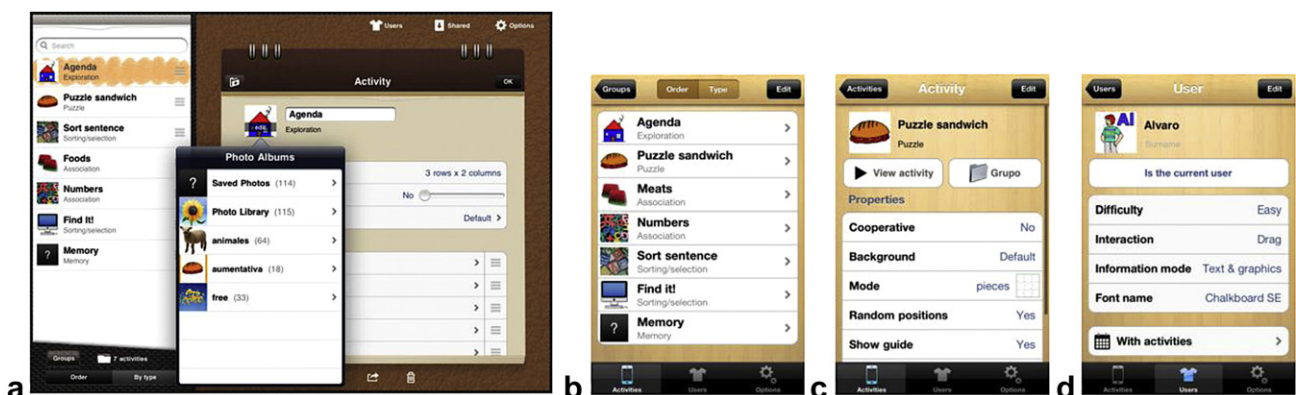 Users Shared Options
Search
Agenda
Exploration
Puzzle sandwich
Puzzle
Sort sentence
Sorting/selection
Foods
Association
Numbers
Association
Find It!
Sorting/selection
Memory
Memory
Groups 7 activities
Order By type
Activity OK
edit
Agenda
Exploration
3 rows x 2 columns
No
Default
Photo Albums
Saved Photos (114)
Photo Library (115)
animales (64)
aumentativa (18)
free (33)
a
Groups Order Type Edit
Agenda
Exploration
Puzzle sandwich
Puzzle
Meats
Association
Numbers
Association
Sort sentence
Sorting/selection
Find it!
Sorting/selection
Memory
Memory
Activities Users Options
b
Activities Activity Edit
Puzzle sandwich
Puzzle
View activity Grupo
Properties
Cooperative No
Background Default
Mode pieces
Random positions Yes
Show guide Yes
Activities Users Options
c
Users User Edit
Al
Alvaro
Surname
Is the current user
Difficulty Easy
Interaction Drag
Information mode Text & graphics
Font name Chalkboard SE
With activities
Activities Users Options
d